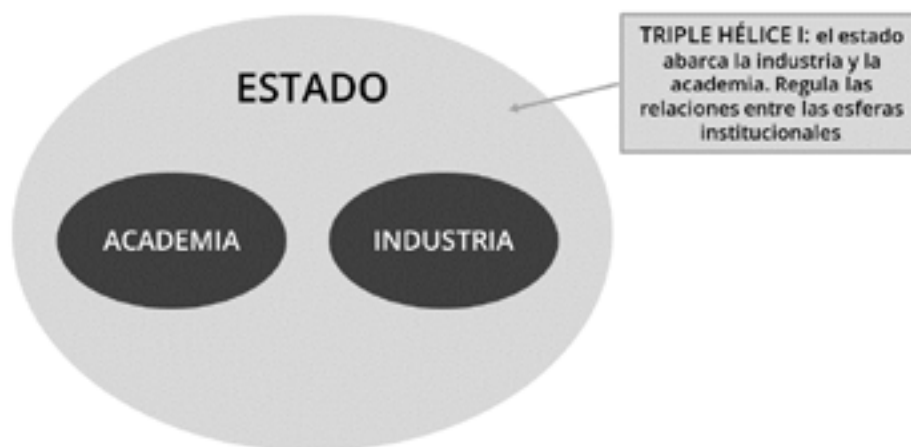 ESTADO
TRIPLE HÉLICE I: el estado
abarca la industria y la
academia. Regula las
relaciones entre las esferas
institucionales
ACADEMIA
INDUSTRIA